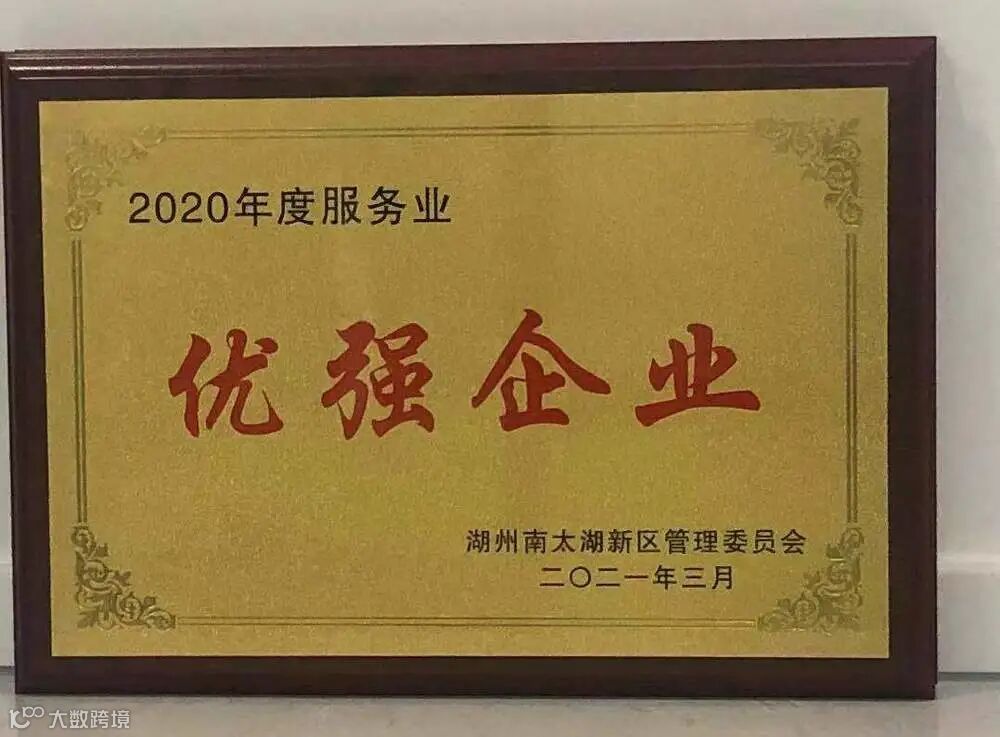 2020年度服务业
优强企业
湖州南太湖新区管理委员会
二〇二一年三月
大数跨境